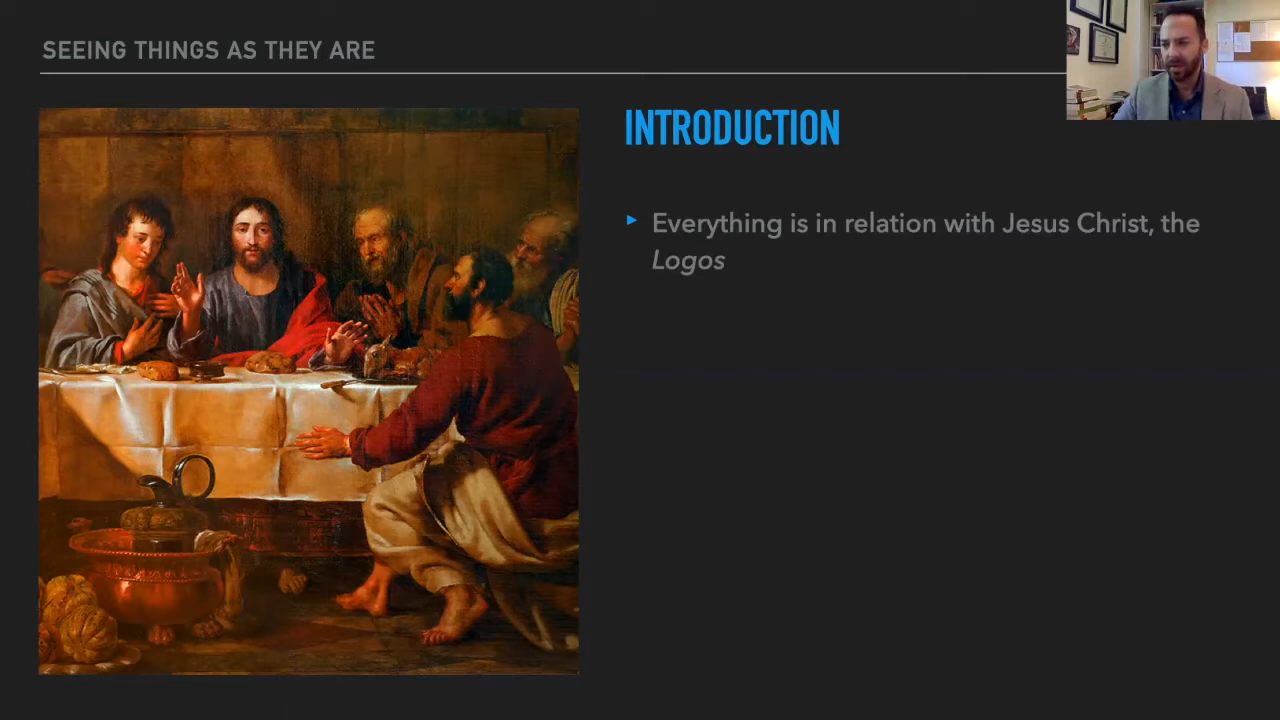 SEEING THINGS AS THEY ARE
INTRODUCTION
Everything is in relation with Jesus Christ, the
Logos